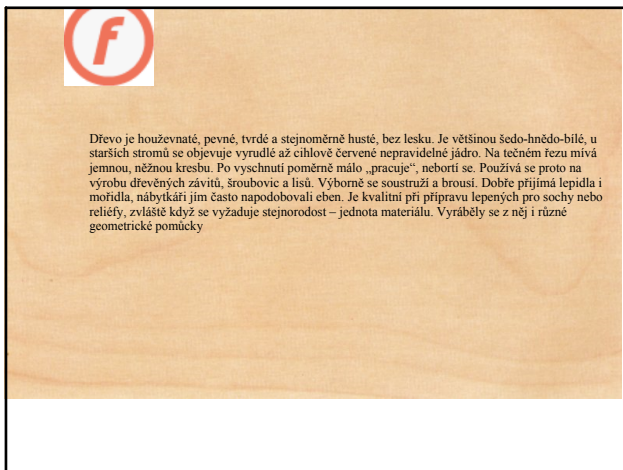 f
Dřevo je houževnaté, pevné, tvrdé a stejnoměrně husté, bez lesku. Je většinou šedo-hnědo-bílé, u
starších stromů se objevuje vyrudlé až cihlově červené nepravidelné jádro. Na tečném řezu mívá
jemnou, něžnou kresbu. Po vyschnutí poměrně málo „pracuje“, nebortí se. Používá se proto na
výrobu dřevěných závitů, šroubovic a lisů. Výborně se soustruží a brousí. Dobře přijímá lepidla i
mořidla, nábytkáři jím často napodobovali eben. Je kvalitní při přípravu lepených pro sochy nebo
reliéfy, zvláště když se vyžaduje stejnorodost – jednota materiálu. Vyráběly se z něj i různé
geometrické pomůcky